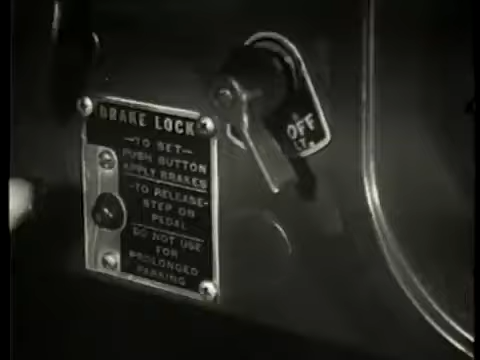 BRAKE LOCK
—TO SET—
PUSH BUTTON
APPLY BRAKES
-TO RELEASE-
STEP ON
PEDAL
DO NOT USE
FOR
PROLONGED
PARKING
OFF
LT.